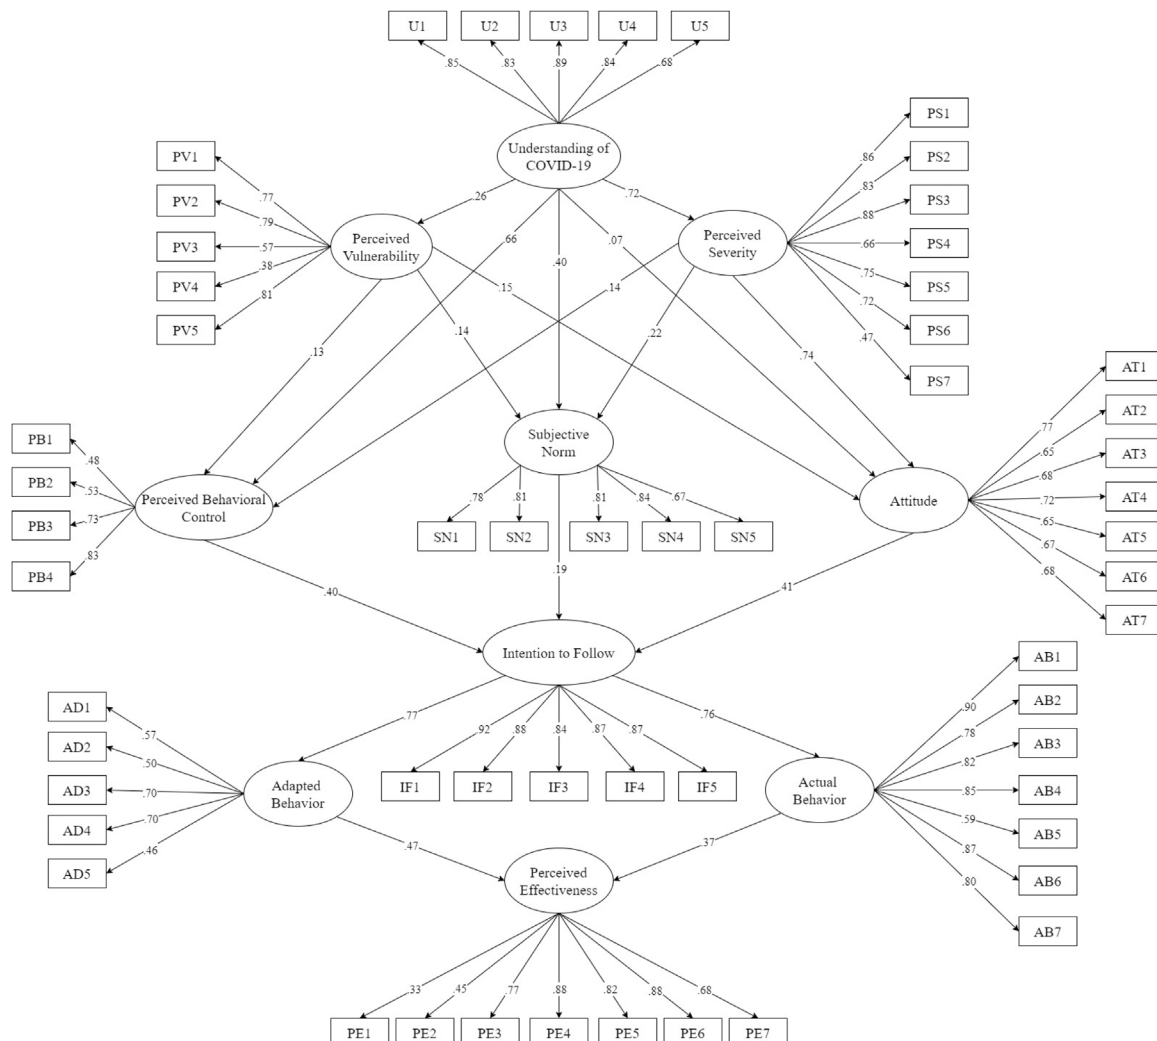 U1 U2 U3 U4 U5
.85 .83 .89 .84 .68
Understanding of
COVID-19
PV1
PV2
PV3
PV4
PV5
.77
.79
.57
.38
.81
Perceived
Vulnerability
.26
.72
Perceived
Severity
.86
.83
.88
.66
.75
.72
.47
PS1
PS2
PS3
PS4
PS5
PS6
PS7
.66
.07
.40
.15
.14
.14
.22
.13
.74
PB1
PB2
PB3
PB4
.48
.53
.73
.83
Perceived Behavioral
Control
Subjective
Norm
.78 .81 .81 .84 .67
SN1 SN2 SN3 SN4 SN5
Attitude
.77
.65
.68
.72
.65
.67
.68
AT1
AT2
AT3
AT4
AT5
AT6
AT7
.40
.19
.41
Intention to Follow
.77
.76
.92 .88 .84 .87 .87
IF1 IF2 IF3 IF4 IF5
AD1
AD2
AD3
AD4
AD5
.57
.50
.70
.70
.46
Adapted
Behavior
Actual
Behavior
.90
.78
.82
.85
.59
.87
.80
AB1
AB2
AB3
AB4
AB5
AB6
AB7
.47
.37
Perceived
Effectiveness
.33 .45 .77 .88 .82 .88 .68
PE1 PE2 PE3 PE4 PE5 PE6 PE7